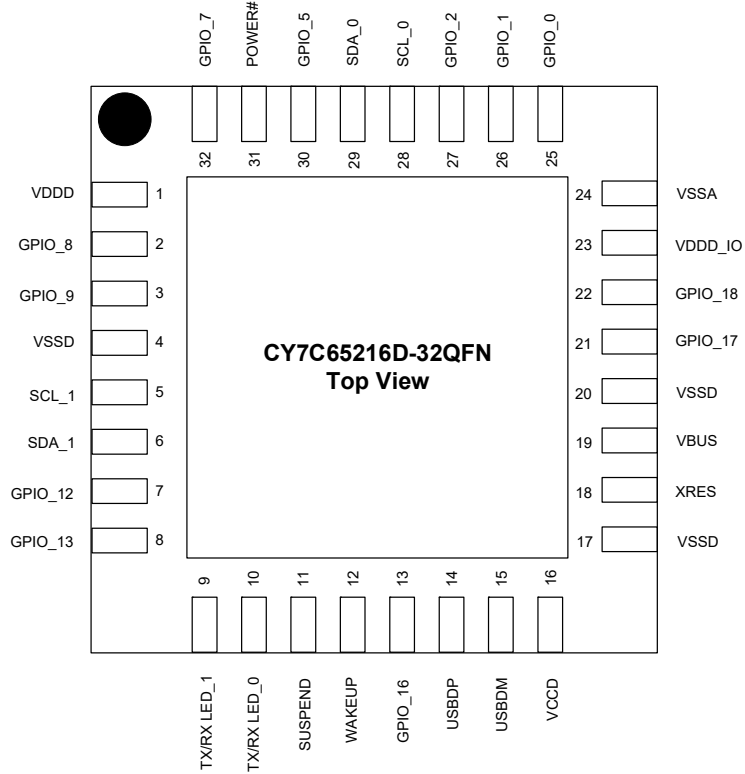 GPIO_7
POWER#
GPIO_5
SDA_0
SCL_0
GPIO_2
GPIO_1
GPIO_0
32
31
30
29
28
27
26
25
VDDD 1
GPIO_8 2
GPIO_9 3
VSSD 4
SCL_1 5
SDA_1 6
GPIO_12 7
GPIO_13 8
CY7C65216D-32QFN
Top View
24 VSSA
23 VDDD_IO
22 GPIO_18
21 GPIO_17
20 VSSD
19 VBUS
18 XRES
17 VSSD
9
10
11
12
13
14
15
16
TX/RX LED_1
TX/RX LED_0
SUSPEND
WAKEUP
GPIO_16
USBDP
USBDM
VCCD